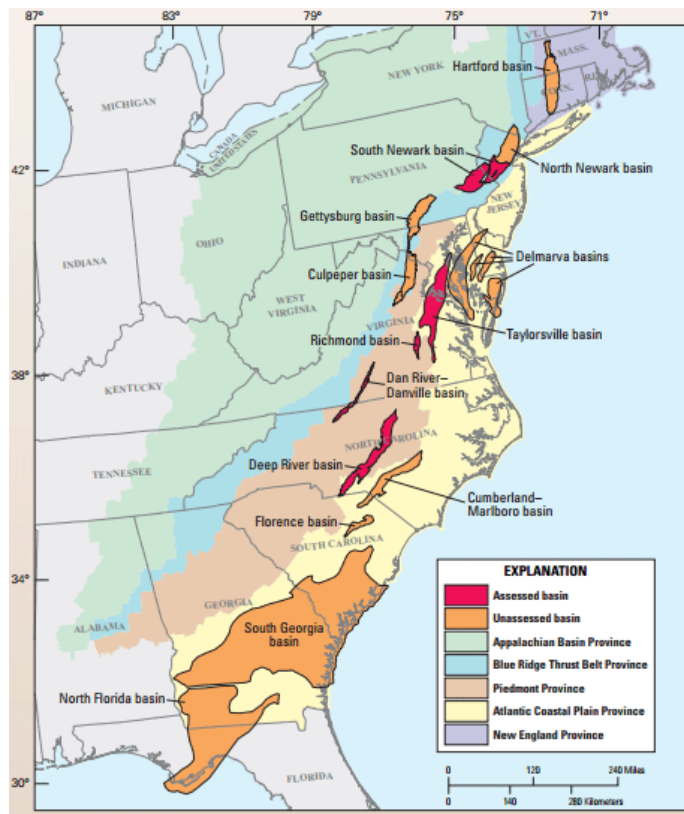 87°
83°
79°
75°
71°
VT.
MASS.
Hartford basin
NEW YORK
CONN.
R.I.
MICHIGAN
CANADA
UNITED STATES
South Newark basin
42°
PENNSYLVANIA
North Newark basin
NEW
JERSEY
Gettysburg basin
OHIO
INDIANA
Culpeper basin
Delmarva basins
WEST
VIRGINIA
VIRGINIA
Taylorsville basin
Richmond basin
38°
KENTUCKY
Dan River–
Danville basin
NORTH CAROLINA
TENNESSEE
Deep River basin
Cumberland–
Marlboro basin
Florence basin
SOUTH CAROLINA
34°
GEORGIA
ALABAMA
South Georgia
basin
North Florida basin
FLORIDA
30°
EXPLANATION
Assessed basin
Unassessed basin
Appalachian Basin Province
Blue Ridge Thrust Belt Province
Piedmont Province
Atlantic Coastal Plain Province
New England Province
0 120 240 Miles
0 140 280 Kilometers